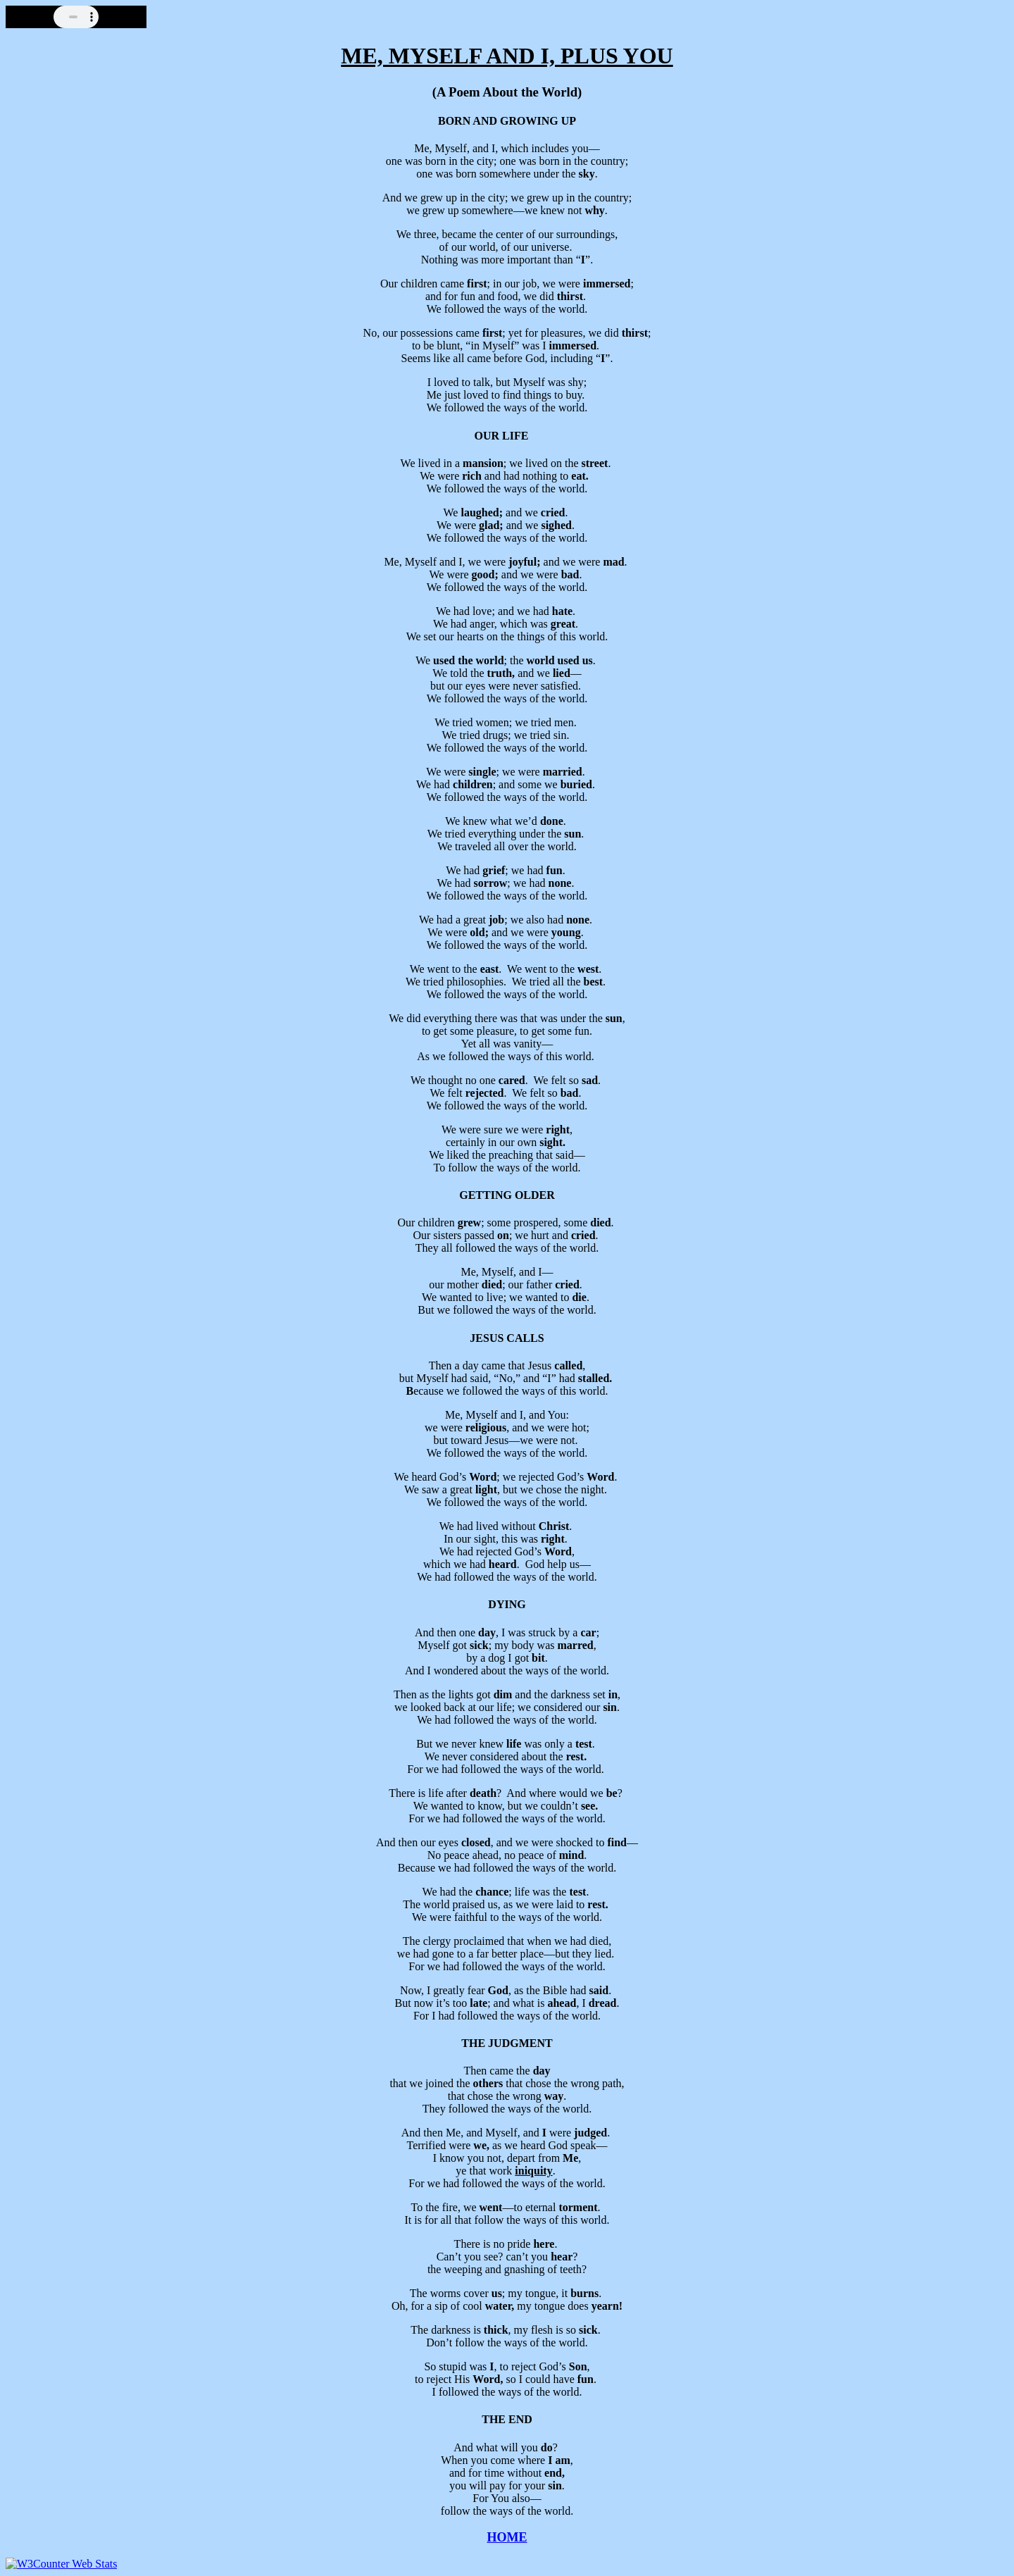 ME, MYSELF AND I, PLUS YOU
(A Poem About the World)
BORN AND GROWING UP
Me, Myself, and I, which includes you—
one was born in the city; one was born in the country;
one was born somewhere under the sky.
And we grew up in the city; we grew up in the country;
we grew up somewhere—we knew not why.
We three, became the center of our surroundings,
of our world, of our universe.
Nothing was more important than “I”.
Our children came first; in our job, we were immersed;
and for fun and food, we did thirst.
We followed the ways of the world.
No, our possessions came first; yet for pleasures, we did thirst;
to be blunt, “in Myself” was I immersed.
Seems like all came before God, including “I”.
I loved to talk, but Myself was shy;
Me just loved to find things to buy.
We followed the ways of the world.
OUR LIFE
We lived in a mansion; we lived on the street.
We were rich and had nothing to eat.
We followed the ways of the world.
We laughed; and we cried.
We were glad; and we sighed.
We followed the ways of the world.
Me, Myself and I, we were joyful; and we were mad.
We were good; and we were bad.
We followed the ways of the world.
We had love; and we had hate.
We had anger, which was great.
We set our hearts on the things of this world.
We used the world; the world used us.
We told the truth, and we lied—
but our eyes were never satisfied.
We followed the ways of the world.
We tried women; we tried men.
We tried drugs; we tried sin.
We followed the ways of the world.
We were single; we were married.
We had children; and some we buried.
We followed the ways of the world.
We knew what we’d done.
We tried everything under the sun.
We traveled all over the world.
We had grief; we had fun.
We had sorrow; we had none.
We followed the ways of the world.
We had a great job; we also had none.
We were old; and we were young.
We followed the ways of the world.
We went to the east.  We went to the west.
We tried philosophies.  We tried all the best.
We followed the ways of the world.
We did everything there was that was under the sun,
to get some pleasure, to get some fun.
Yet all was vanity—
As we followed the ways of this world.
We thought no one cared.  We felt so sad.
We felt rejected.  We felt so bad.
We followed the ways of the world.
We were sure we were right,
certainly in our own sight.
We liked the preaching that said—
To follow the ways of the world.
GETTING OLDER
Our children grew; some prospered, some died.
Our sisters passed on; we hurt and cried.
They all followed the ways of the world.
Me, Myself, and I—
our mother died; our father cried.
We wanted to live; we wanted to die.
But we followed the ways of the world.
JESUS CALLS
Then a day came that Jesus called,
but Myself had said, “No,” and “I” had stalled.
Because we followed the ways of this world.
Me, Myself and I, and You:
we were religious, and we were hot;
but toward Jesus—we were not.
We followed the ways of the world.
We heard God’s Word; we rejected God’s Word.
We saw a great light, but we chose the night.
We followed the ways of the world.
We had lived without Christ.
In our sight, this was right.
We had rejected God’s Word,
which we had heard.  God help us—
We had followed the ways of the world.
DYING
And then one day, I was struck by a car;
Myself got sick; my body was marred,
by a dog I got bit.
And I wondered about the ways of the world.
Then as the lights got dim and the darkness set in,
we looked back at our life; we considered our sin.
We had followed the ways of the world.
But we never knew life was only a test.
We never considered about the rest.
For we had followed the ways of the world.
There is life after death?  And where would we be?
We wanted to know, but we couldn’t see.
For we had followed the ways of the world.
And then our eyes closed, and we were shocked to find—
No peace ahead, no peace of mind.
Because we had followed the ways of the world.
We had the chance; life was the test.
The world praised us, as we were laid to rest.
We were faithful to the ways of the world.
The clergy proclaimed that when we had died,
we had gone to a far better place—but they lied.
For we had followed the ways of the world.
Now, I greatly fear God, as the Bible had said.
But now it’s too late; and what is ahead, I dread.
For I had followed the ways of the world.
THE JUDGMENT
Then came the day
that we joined the others that chose the wrong path,
that chose the wrong way.
They followed the ways of the world.
And then Me, and Myself, and I were judged.
Terrified were we, as we heard God speak—
I know you not, depart from Me,
ye that work iniquity.
For we had followed the ways of the world.
To the fire, we went—to eternal torment.
It is for all that follow the ways of this world.
There is no pride here.
Can’t you see? can’t you hear?
the weeping and gnashing of teeth?
The worms cover us; my tongue, it burns.
Oh, for a sip of cool water, my tongue does yearn!
The darkness is thick, my flesh is so sick.
Don’t follow the ways of the world.
So stupid was I, to reject God’s Son,
to reject His Word, so I could have fun.
I followed the ways of the world.
THE END
And what will you do?
When you come where I am,
and for time without end,
you will pay for your sin.
For You also—
follow the ways of the world.
HOME
W3Counter Web Stats